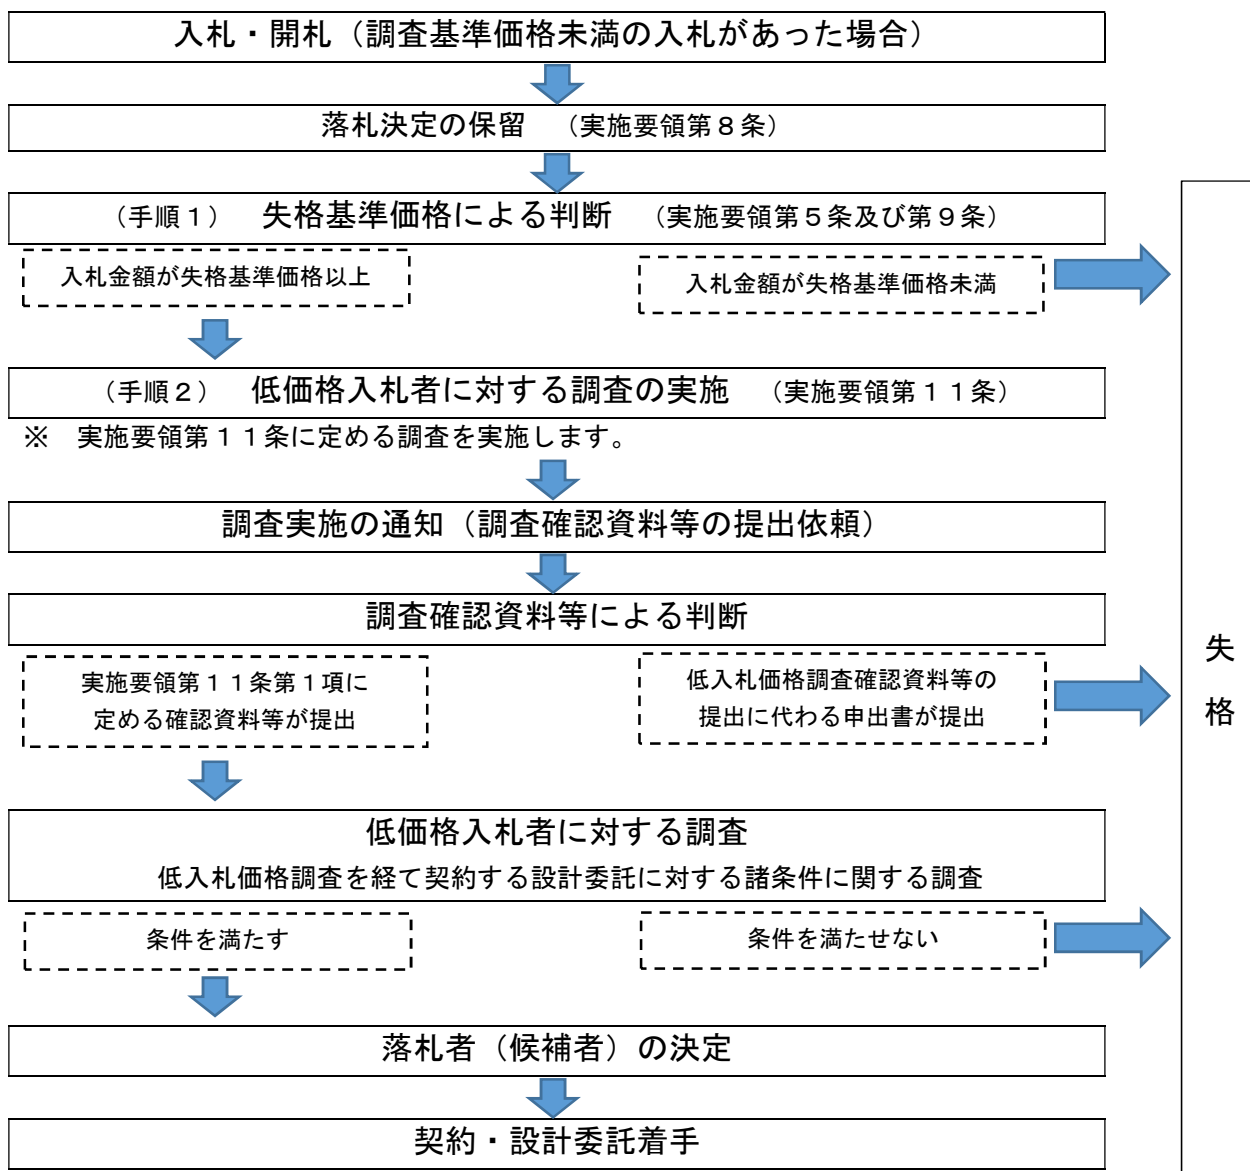 入札・開札（調査基準価格未満の入札があった場合）
落札決定の保留　（実施要領第８条）
（手順１）　失格基準価格による判断　（実施要領第５条及び第９条）
入札金額が失格基準価格以上
入札金額が失格基準価格未満
（手順２）　低価格入札者に対する調査の実施　（実施要領第１１条）
※　実施要領第１１条に定める調査を実施します。
調査実施の通知（調査確認資料等の提出依頼）
調査確認資料等による判断
実施要領第１１条第１項に
定める確認資料等が提出
低入札価格調査確認資料等の
提出に代わる申出書が提出
低価格入札者に対する調査
低入札価格調査を経て契約する設計委託に対する諸条件に関する調査
条件を満たす
条件を満たせない
落札者（候補者）の決定
契約・設計委託着手
失
格